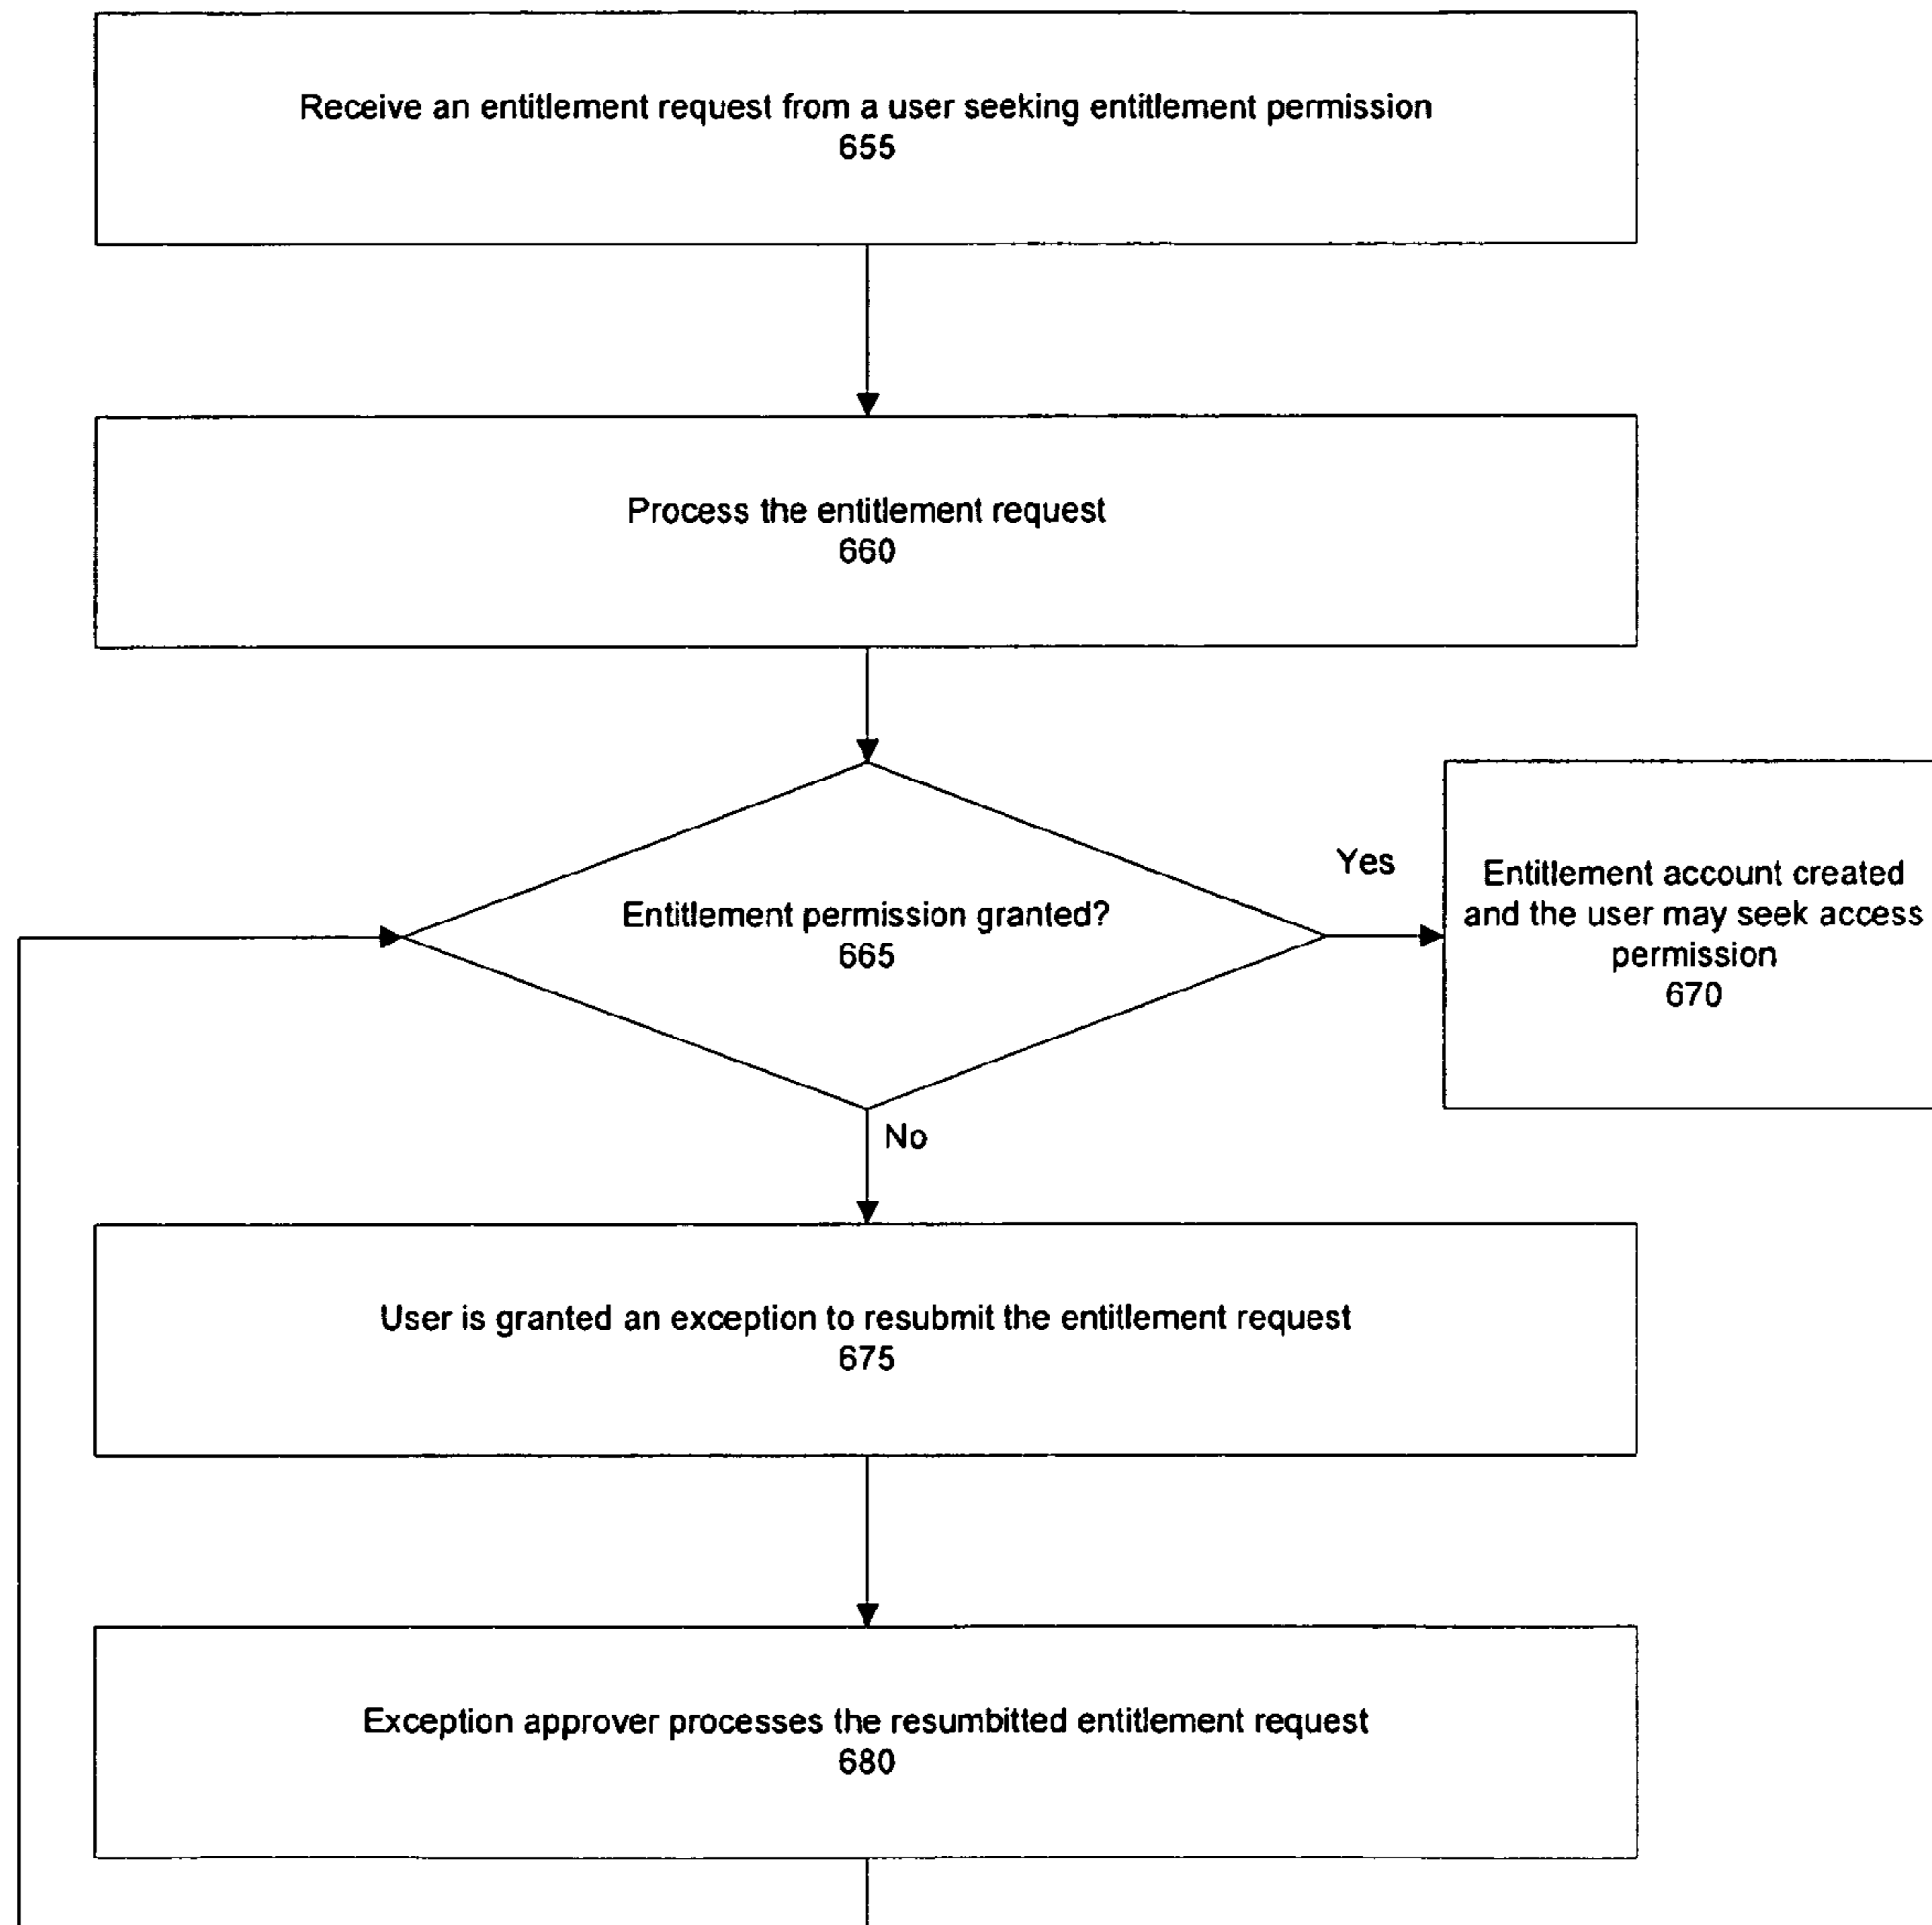 Receive an entitlement request from a user seeking entitlement permission
655
Process the entitlement request
660
Entitlement permission granted?
665
Yes
Entitlement account created
and the user may seek access
permission
670
No
User is granted an exception to resubmit the entitlement request
675
Exception approver processes the resumbitted entitlement request
680